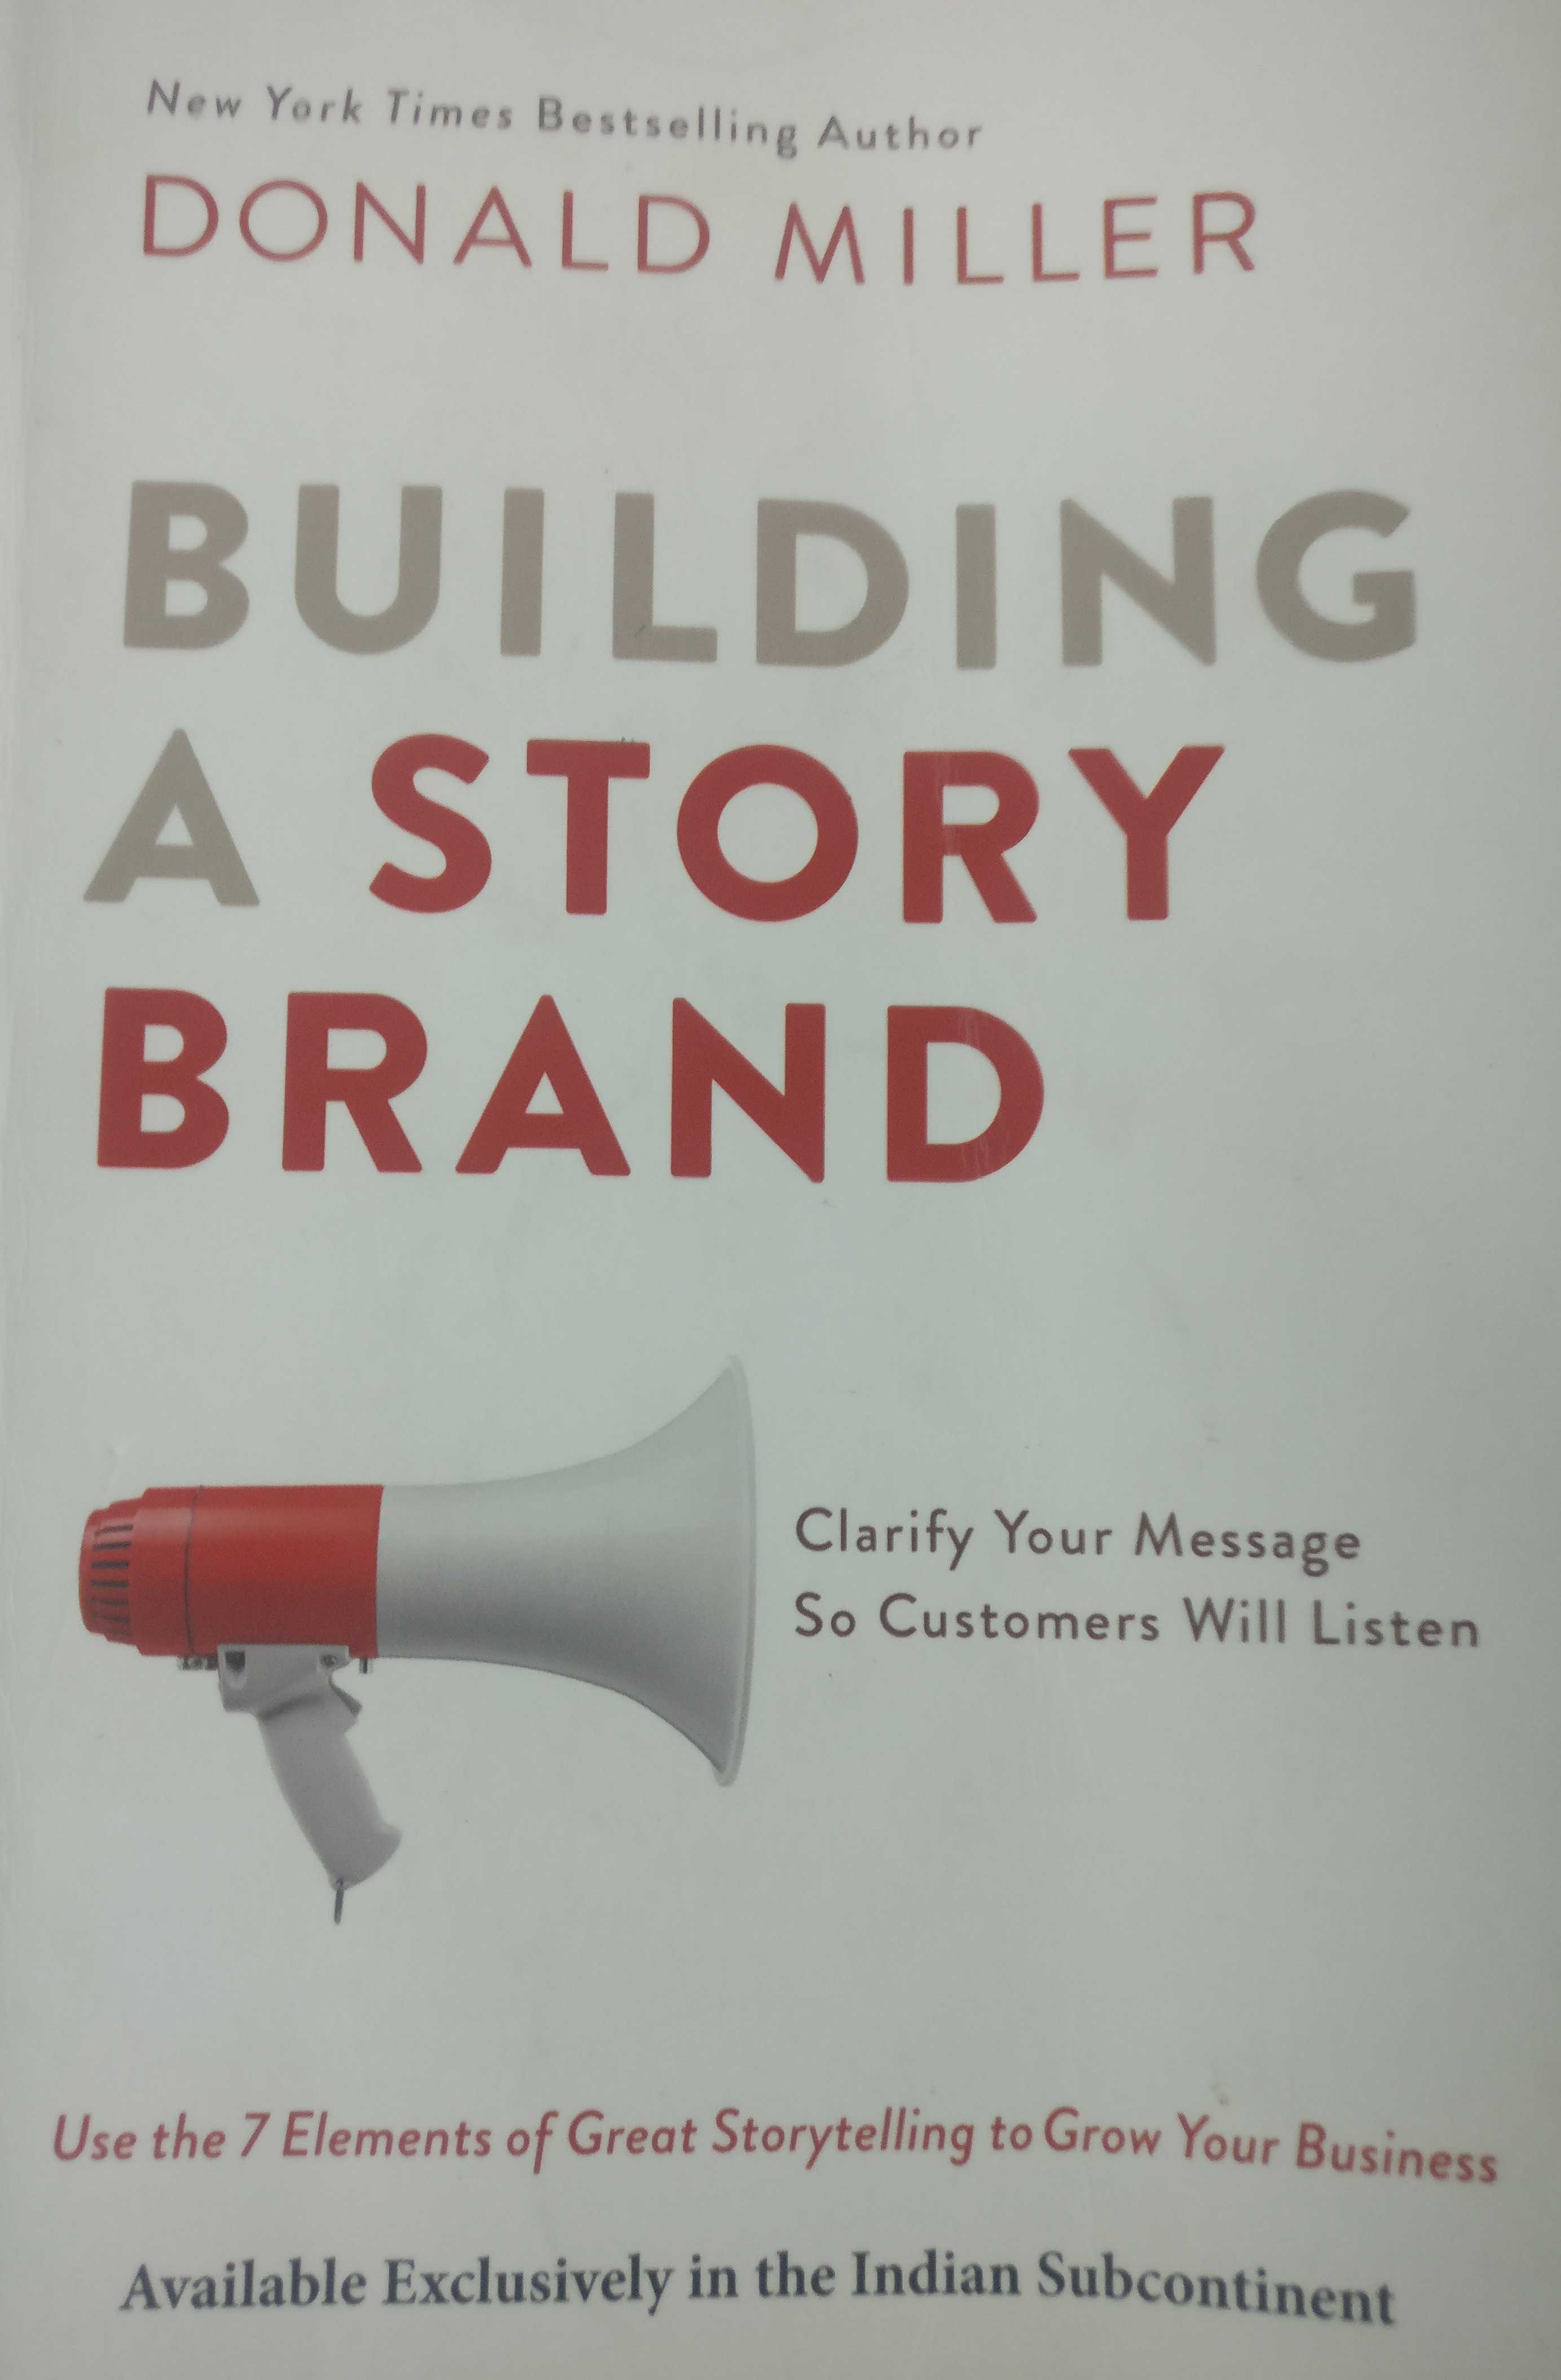 New York Times Bestselling Author
DONALD MILLER
BUILDING
A STORY
BRAND
Clarify Your Message
So Customers Will Listen
Use the 7 Elements of Great Storytelling to Grow Your Business
Available Exclusively in the Indian Subcontinent